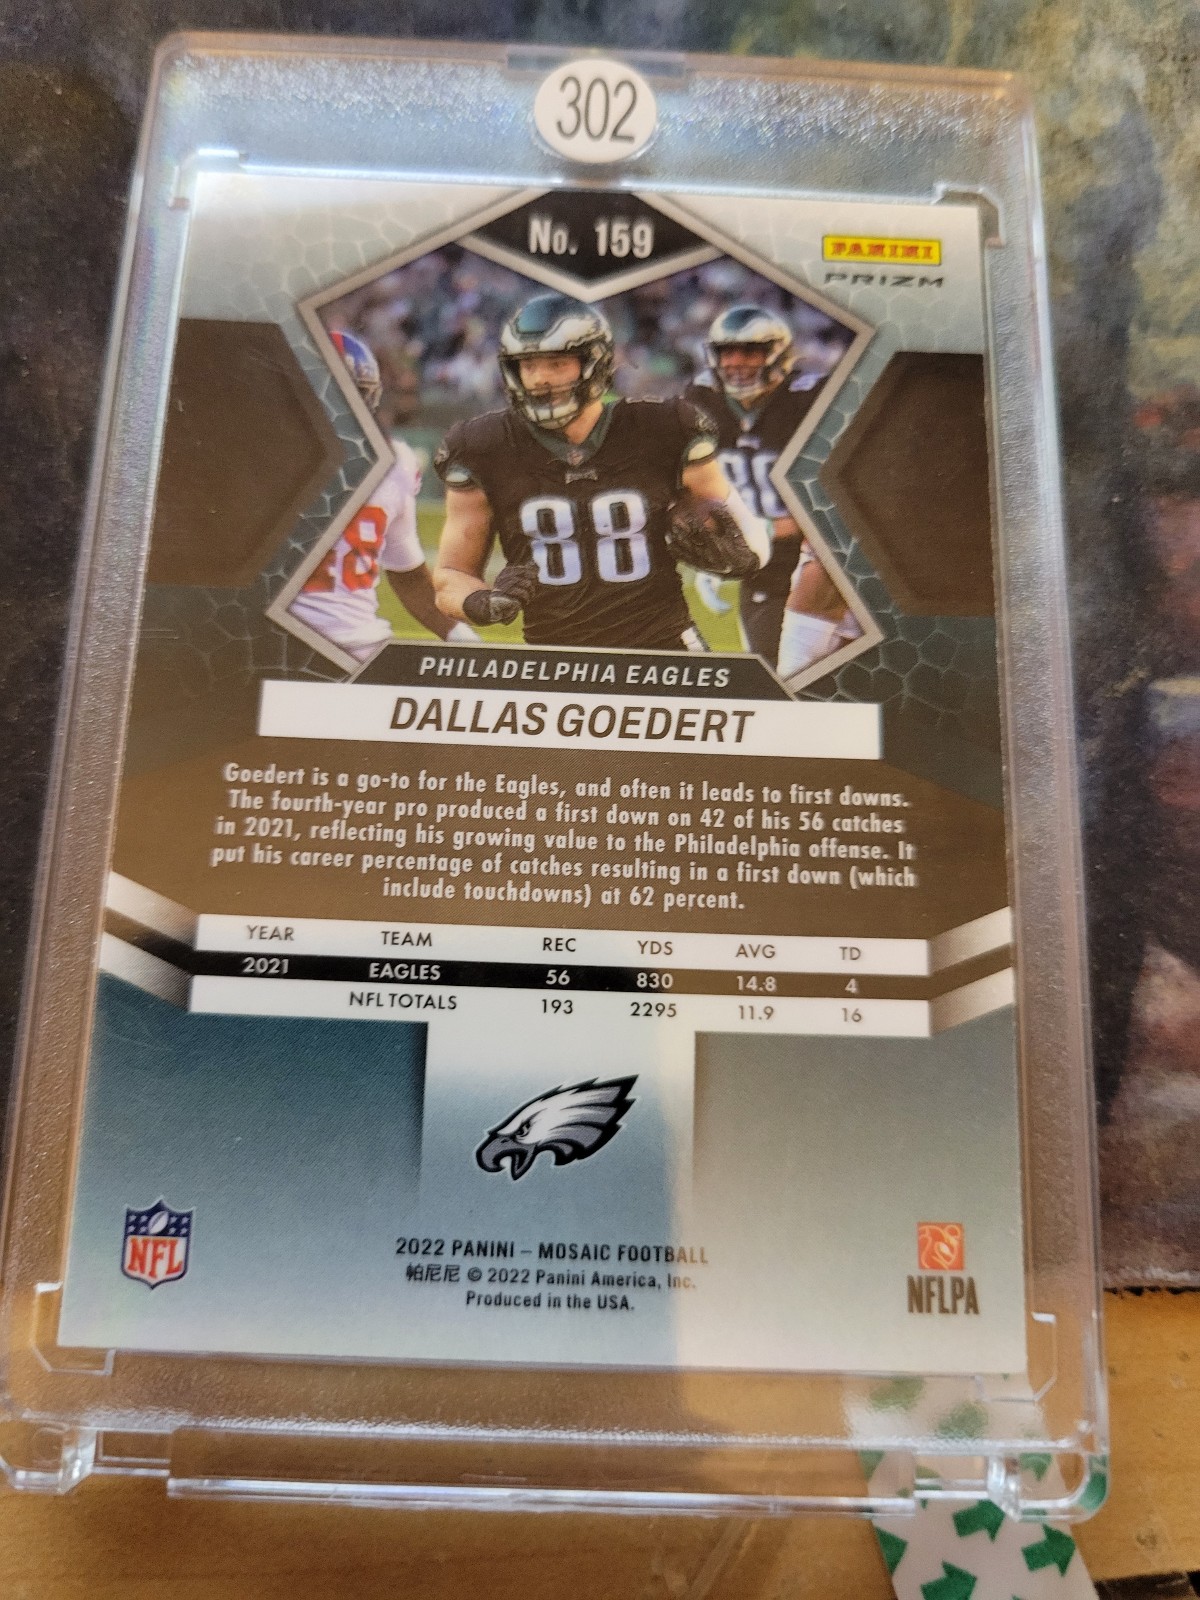 302
No. 159
PANINI
PRIZM
88
88
80
48
PHILADELPHIA EAGLES
DALLAS GOEDERT
Goedert is a go-to for the Eagles, and often it leads to first downs.
The fourth-year pro produced a first down on 42 of his 56 catches
in 2021, reflecting his growing value to the Philadelphia offense. It
put his career percentage of catches resulting in a first down (which
include touchdowns) at 62 percent.
YEAR TEAM REC YDS AVG TD
2021 EAGLES 56 830 14.8 4
NFL TOTALS 193 2295 11.9 16
NFL
NFLPA
2022 PANINI – MOSAIC FOOTBALL
帕尼尼 © 2022 Panini America, Inc.
Produced in the USA.